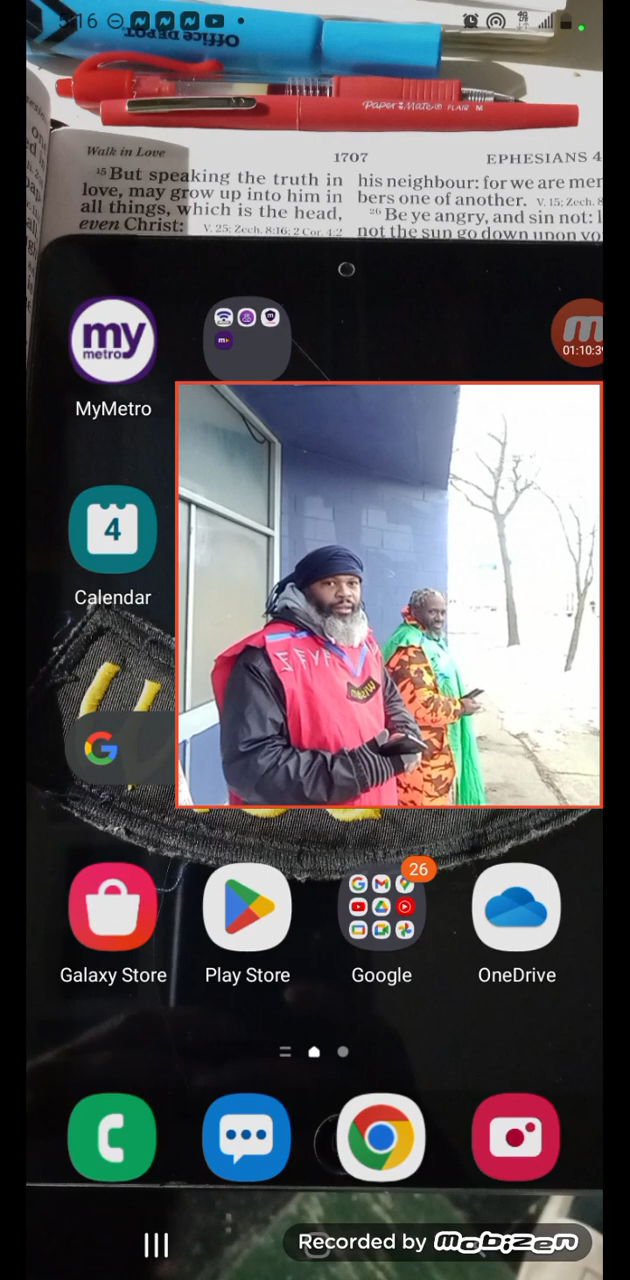 5:16
Office DEPOT
Paper Mate FLAIR M
Walk in Love
1707
EPHESIANS 4
15 But speaking the truth in
love, may grow up into him in
all things, which is the head,
even Christ: V. 25; Zech. 8:16; 2 Cor. 4:2
his neighbour: for we are mem
bers one of another. V. 15; Zech. 8
26 Be ye angry, and sin not:
not the sun go down upon yo
my
metro
m
01:10:39
MyMetro
4
Calendar
G
26
Galaxy Store
Play Store
Google
OneDrive
Recorded by mobizen